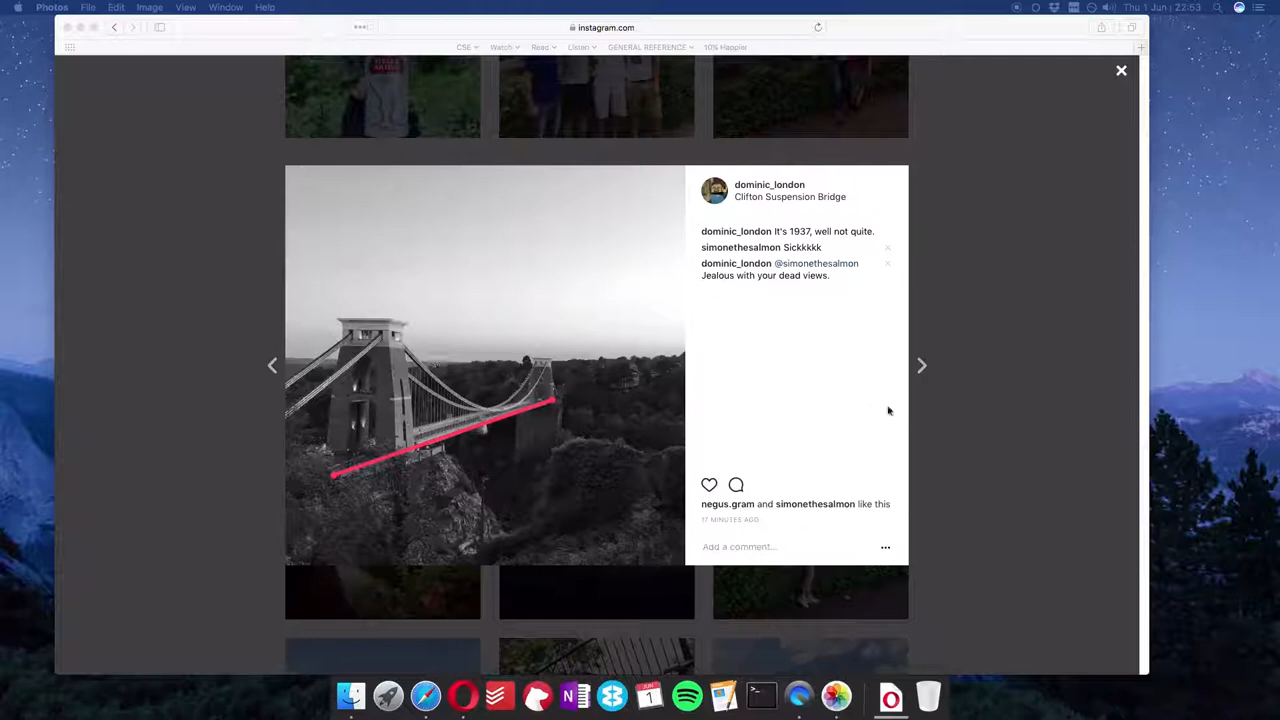 Photos File Edit Image View Window Help
Thu 1 Jun 22:53
instagram.com
CSE Watch Read Listen GENERAL REFERENCE 10% Happier
dominic_london
Clifton Suspension Bridge
dominic_london It's 1937, well not quite.
simonethesalmon Sickkkkk
dominic_london @simonethesalmon
Jealous with your dead views.
negus.gram and simonethesalmon like this
17 MINUTES AGO
Add a comment...
JUN
1